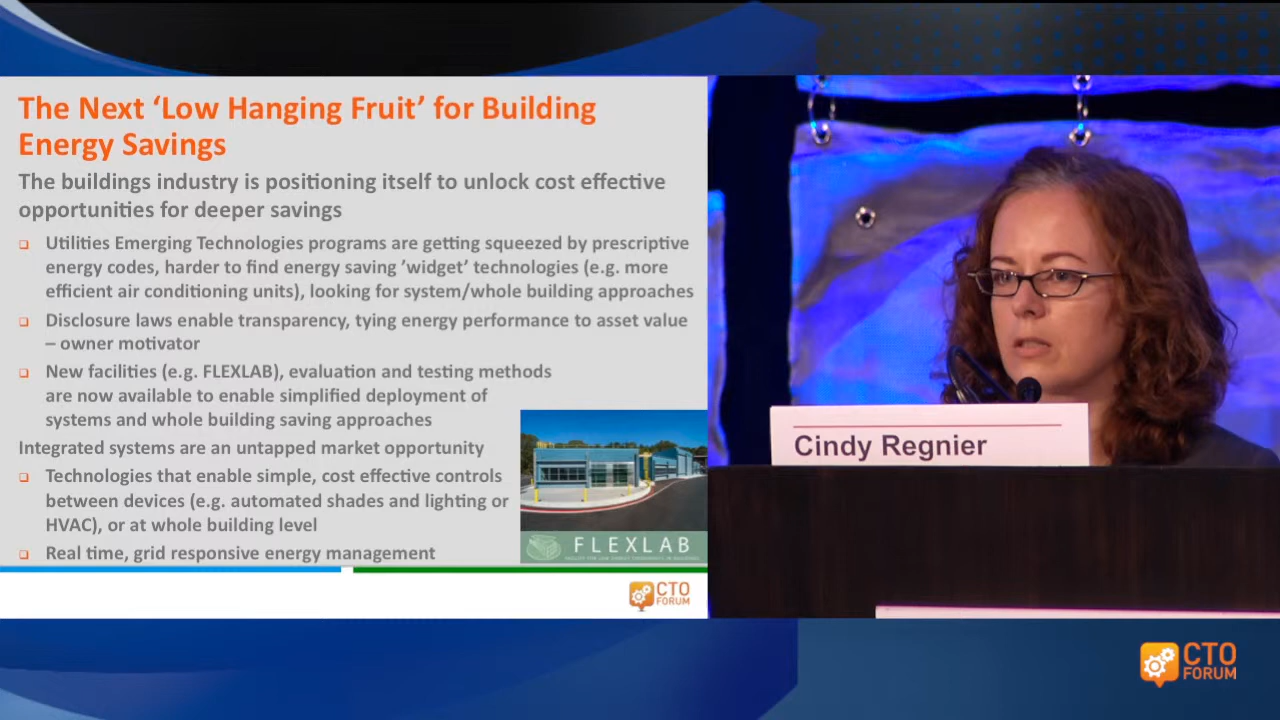 The Next ‘Low Hanging Fruit’ for Building
Energy Savings
The buildings industry is positioning itself to unlock cost effective
opportunities for deeper savings
Utilities Emerging Technologies programs are getting squeezed by prescriptive
energy codes, harder to find energy saving ’widget’ technologies (e.g. more
efficient air conditioning units), looking for system/whole building approaches
Disclosure laws enable transparency, tying energy performance to asset value
– owner motivator
New facilities (e.g. FLEXLAB), evaluation and testing methods
are now available to enable simplified deployment of
systems and whole building saving approaches
Integrated systems are an untapped market opportunity
Technologies that enable simple, cost effective controls
between devices (e.g. automated shades and lighting or
HVAC), or at whole building level
Real time, grid responsive energy management
FLEXLAB
CTO
FORUM
Cindy Regnier
CTO
FORUM